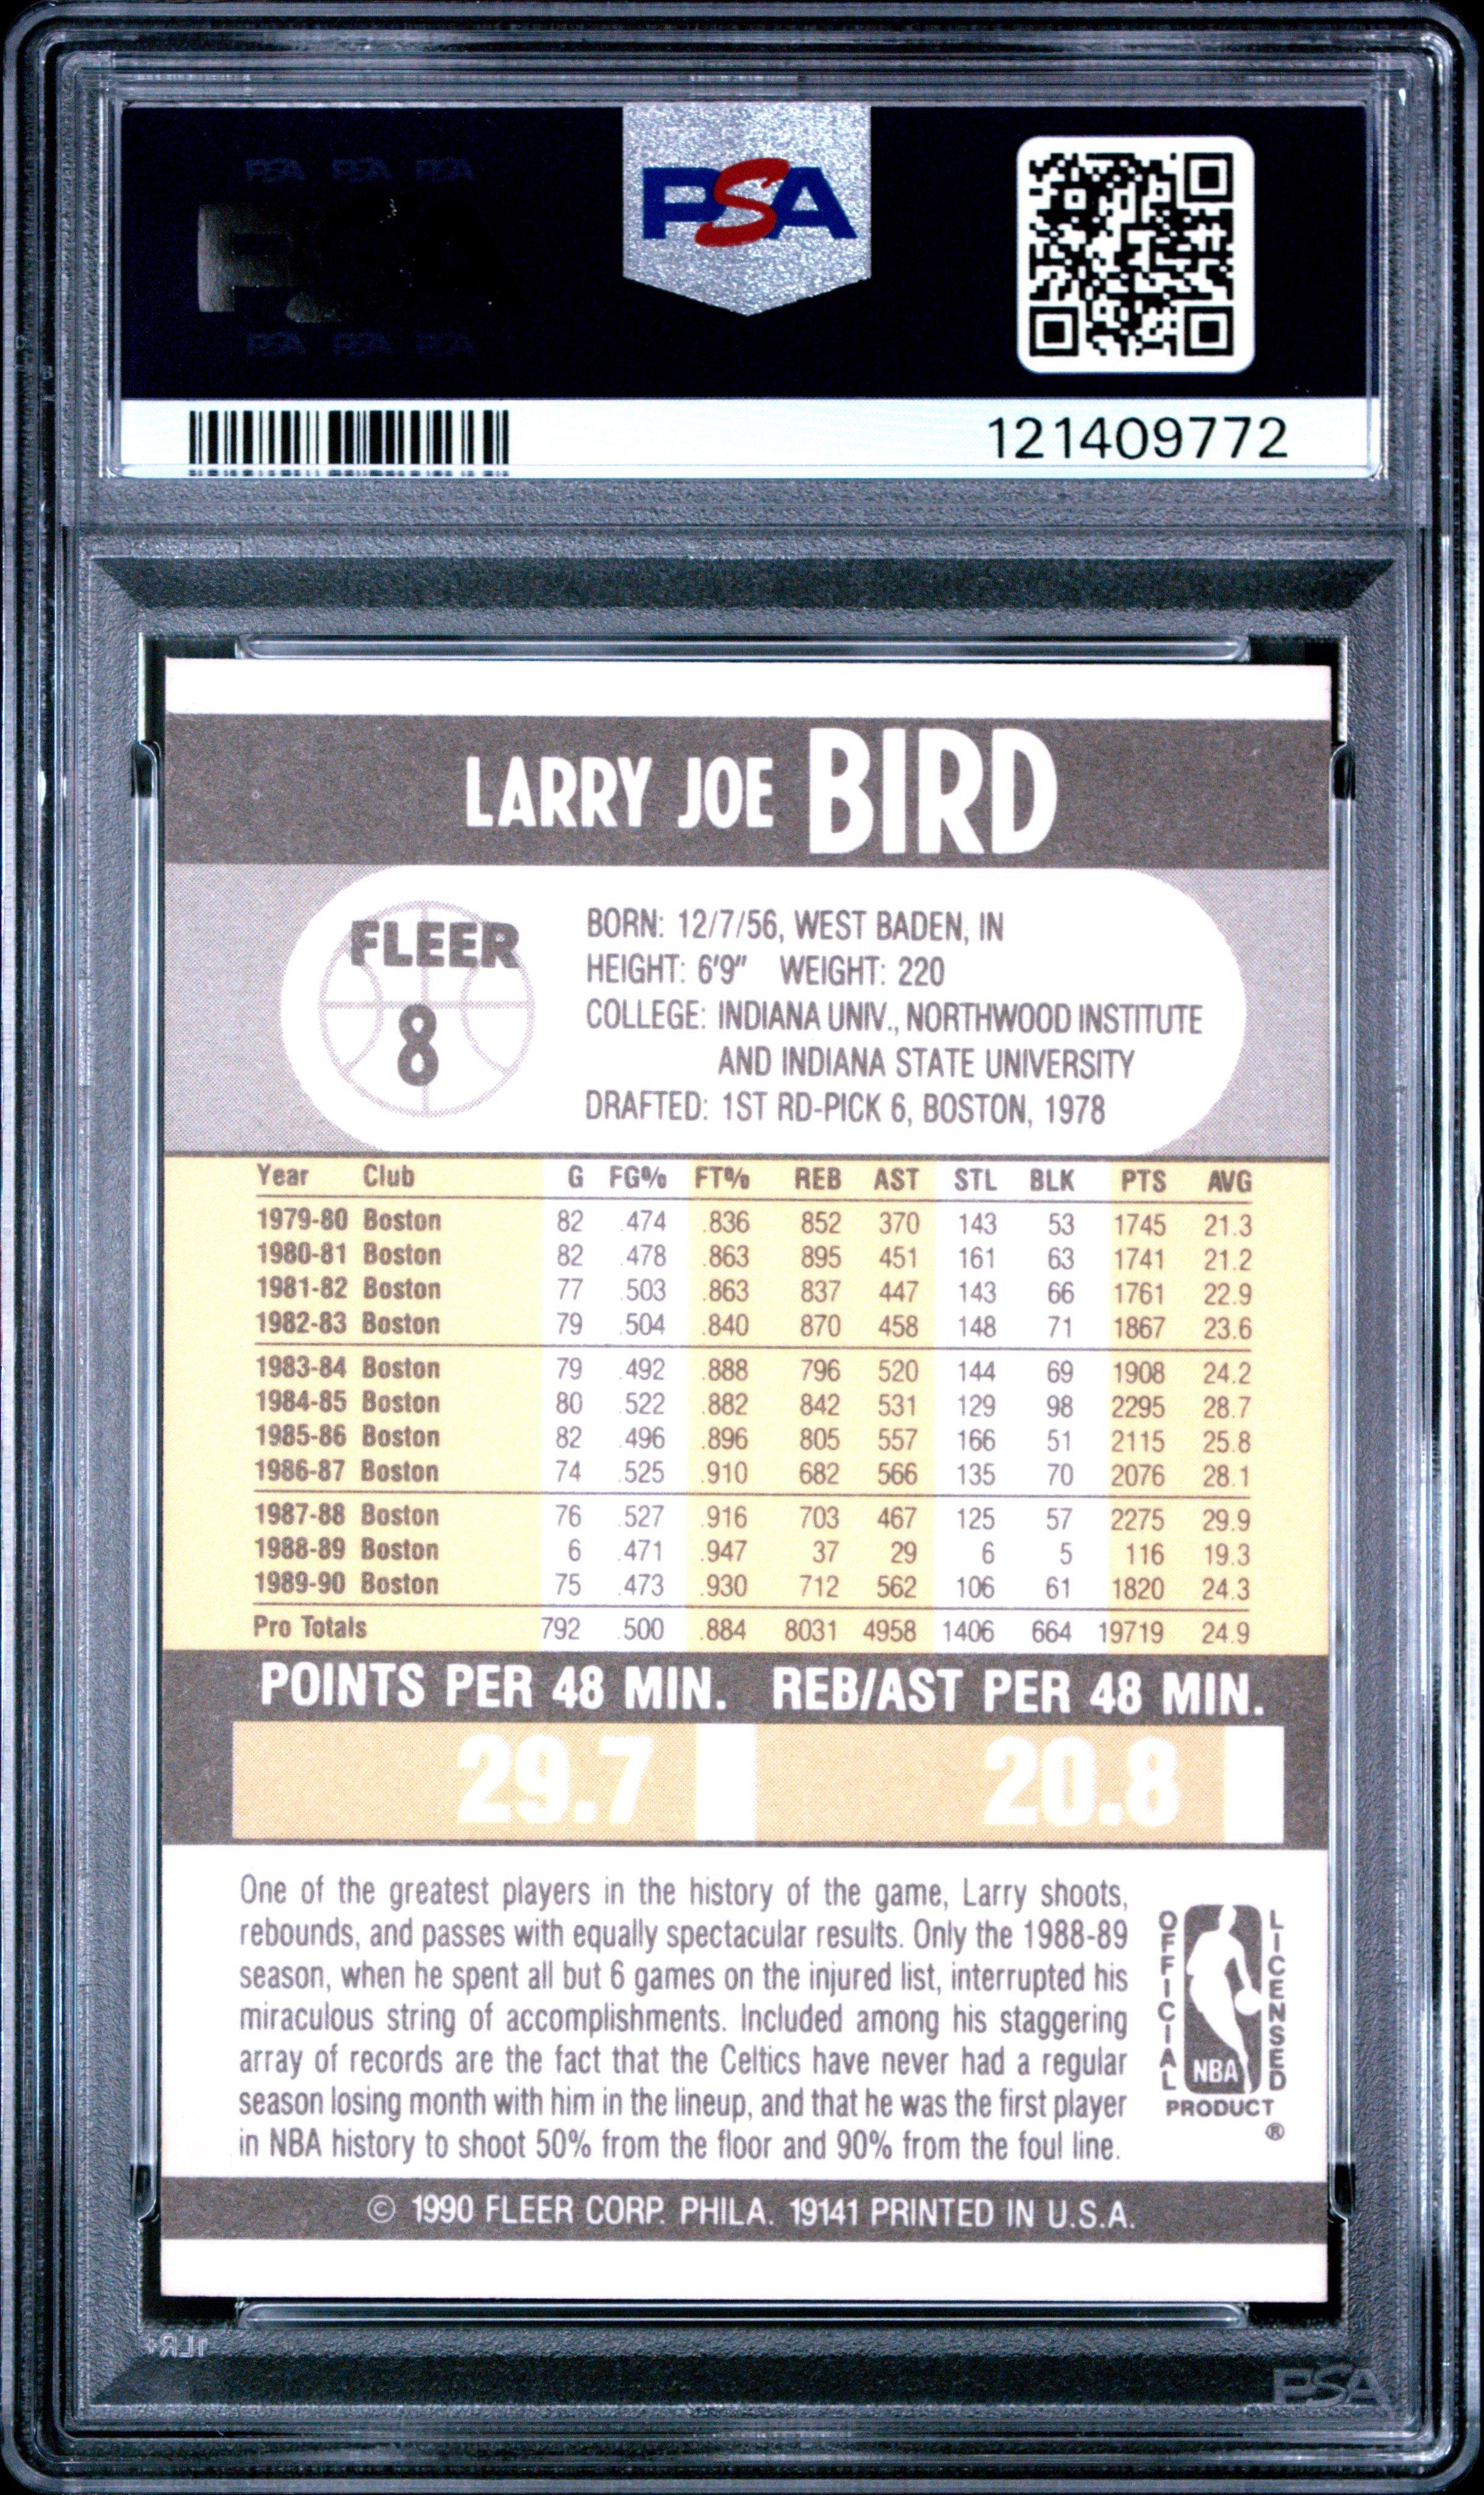 PSA PSA PSA
PSA
PSA PSA PSA
PSA
121409772
LARRY JOE BIRD
FLEER
8
BORN: 12/7/56, WEST BADEN, IN
HEIGHT: 6'9" WEIGHT: 220
COLLEGE: INDIANA UNIV., NORTHWOOD INSTITUTE
AND INDIANA STATE UNIVERSITY
DRAFTED: 1ST RD-PICK 6, BOSTON, 1978
Year Club G FG% FT% REB AST STL BLK PTS AVG
1979-80 Boston 82 .474 .836 852 370 143 53 1745 21.3
1980-81 Boston 82 .478 .863 895 451 161 63 1741 21.2
1981-82 Boston 77 .503 .863 837 447 143 66 1761 22.9
1982-83 Boston 79 .504 .840 870 458 148 71 1867 23.6
1983-84 Boston 79 .492 .888 796 520 144 69 1908 24.2
1984-85 Boston 80 .522 .882 842 531 129 98 2295 28.7
1985-86 Boston 82 .496 .896 805 557 166 51 2115 25.8
1986-87 Boston 74 .525 .910 682 566 135 70 2076 28.1
1987-88 Boston 76 .527 .916 703 467 125 57 2275 29.9
1988-89 Boston 6 .471 .947 37 29 6 5 116 19.3
1989-90 Boston 75 .473 .930 712 562 106 61 1820 24.3
Pro Totals 792 .500 .884 8031 4958 1406 664 19719 24.9
POINTS PER 48 MIN. REB/AST PER 48 MIN.
29.7 20.8
One of the greatest players in the history of the game, Larry shoots,
rebounds, and passes with equally spectacular results. Only the 1988-89
season, when he spent all but 6 games on the injured list, interrupted his
miraculous string of accomplishments. Included among his staggering
array of records are the fact that the Celtics have never had a regular
season losing month with him in the lineup, and that he was the first player
in NBA history to shoot 50% from the floor and 90% from the foul line.
OFFICIAL LICENSED
NBA
PRODUCT
®
© 1990 FLEER CORP. PHILA. 19141 PRINTED IN U.S.A.
PSA